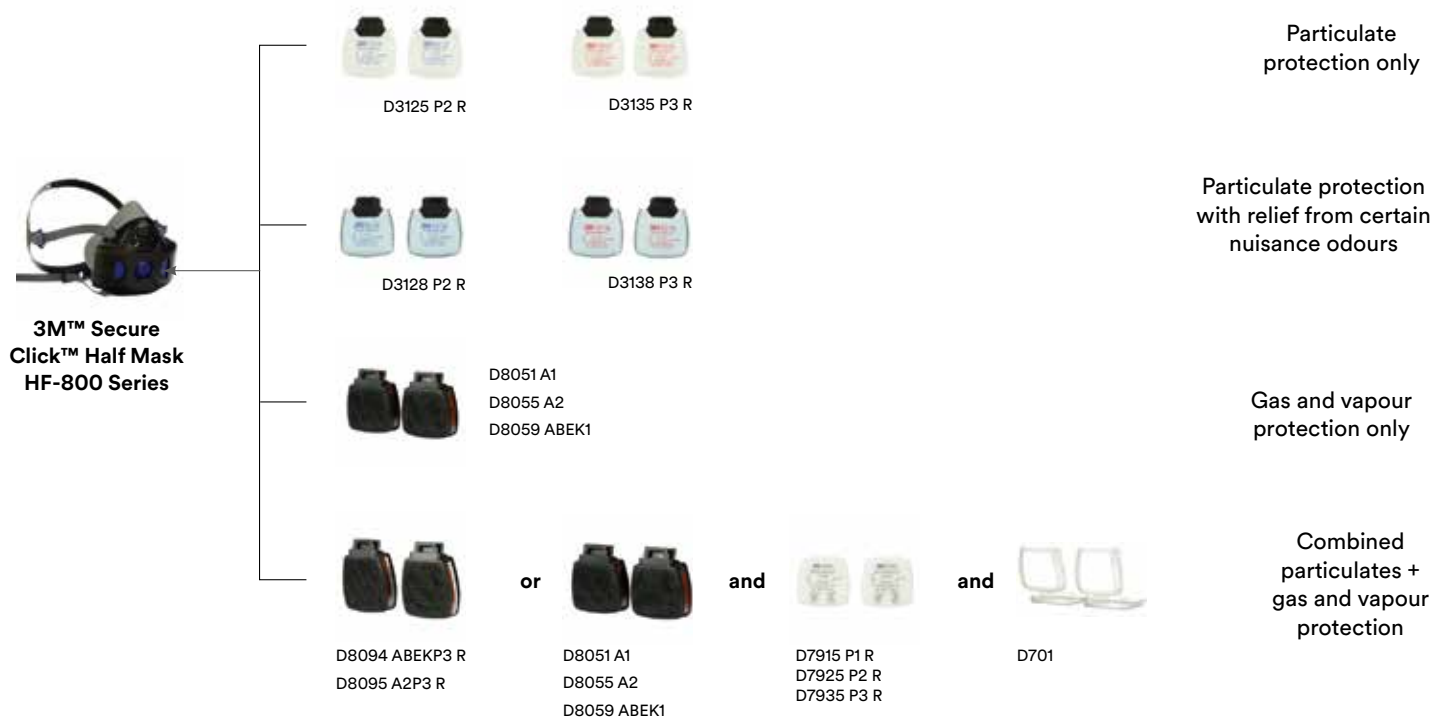 Particulate
protection only
D3125 P2 R
D3135 P3 R
Particulate protection
with relief from certain
nuisance odours
D3128 P2 R
D3138 P3 R
3M™ Secure
Click™ Half Mask
HF-800 Series
D8051 A1
D8055 A2
D8059 ABEK1
Gas and vapour
protection only
or
and
and
Combined
particulates +
gas and vapour
protection
D8094 ABEKP3 R
D8095 A2P3 R
D8051 A1
D8055 A2
D8059 ABEK1
D7915 P1 R
D7925 P2 R
D7935 P3 R
D701